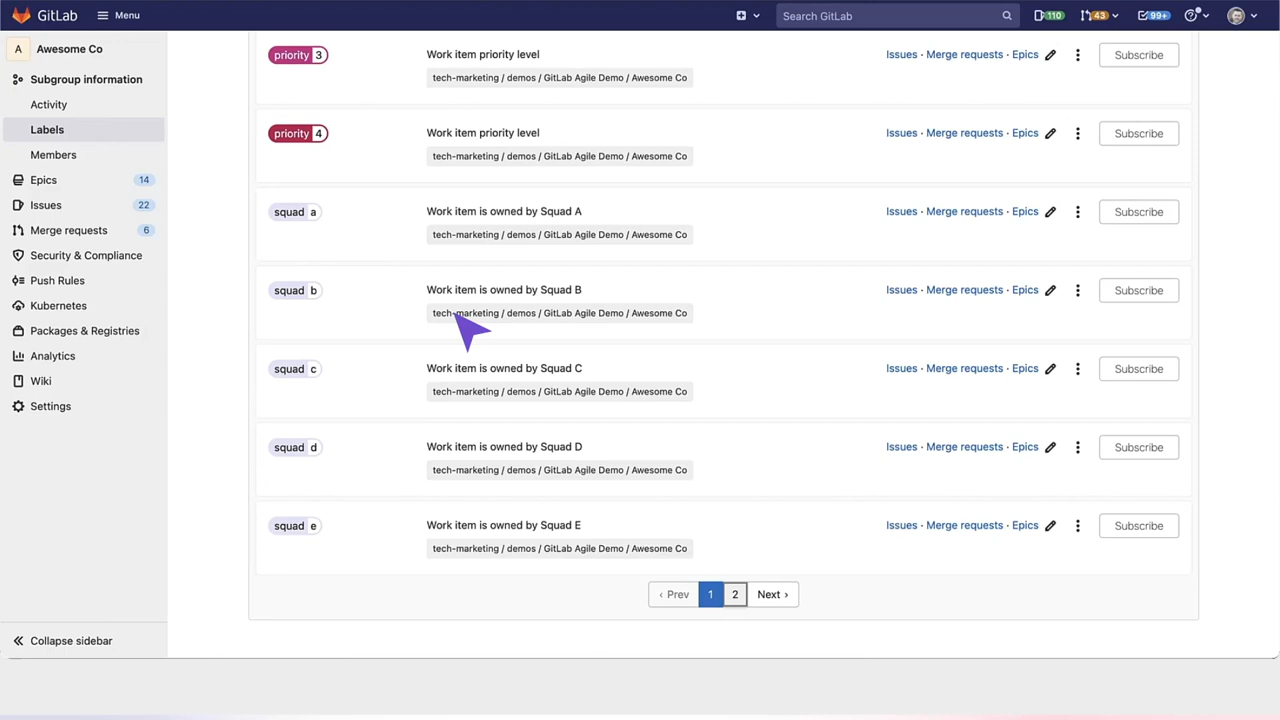 GitLab Menu Search GitLab 110 43 99+
A Awesome Co
Subgroup information
Activity
Labels
Members
Epics 14
Issues 22
Merge requests 6
Security & Compliance
Push Rules
Kubernetes
Packages & Registries
Analytics
Wiki
Settings
Collapse sidebar
priority 3 Work item priority level Issues · Merge requests · Epics Subscribe
tech-marketing / demos / GitLab Agile Demo / Awesome Co
priority 4 Work item priority level Issues · Merge requests · Epics Subscribe
tech-marketing / demos / GitLab Agile Demo / Awesome Co
squad a Work item is owned by Squad A Issues · Merge requests · Epics Subscribe
tech-marketing / demos / GitLab Agile Demo / Awesome Co
squad b Work item is owned by Squad B Issues · Merge requests · Epics Subscribe
tech-marketing / demos / GitLab Agile Demo / Awesome Co
squad c Work item is owned by Squad C Issues · Merge requests · Epics Subscribe
tech-marketing / demos / GitLab Agile Demo / Awesome Co
squad d Work item is owned by Squad D Issues · Merge requests · Epics Subscribe
tech-marketing / demos / GitLab Agile Demo / Awesome Co
squad e Work item is owned by Squad E Issues · Merge requests · Epics Subscribe
tech-marketing / demos / GitLab Agile Demo / Awesome Co
‹ Prev 1 2 Next ›